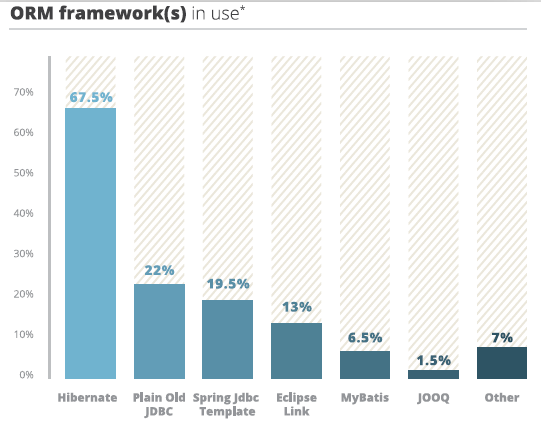 ORM framework(s) in use*
70%
60%
50%
40%
30%
20%
10%
0%
67.5%
22%
19.5%
13%
6.5%
1.5%
7%
Hibernate
Plain Old
JDBC
Spring Jdbc
Template
Eclipse
Link
MyBatis
JOOQ
Other